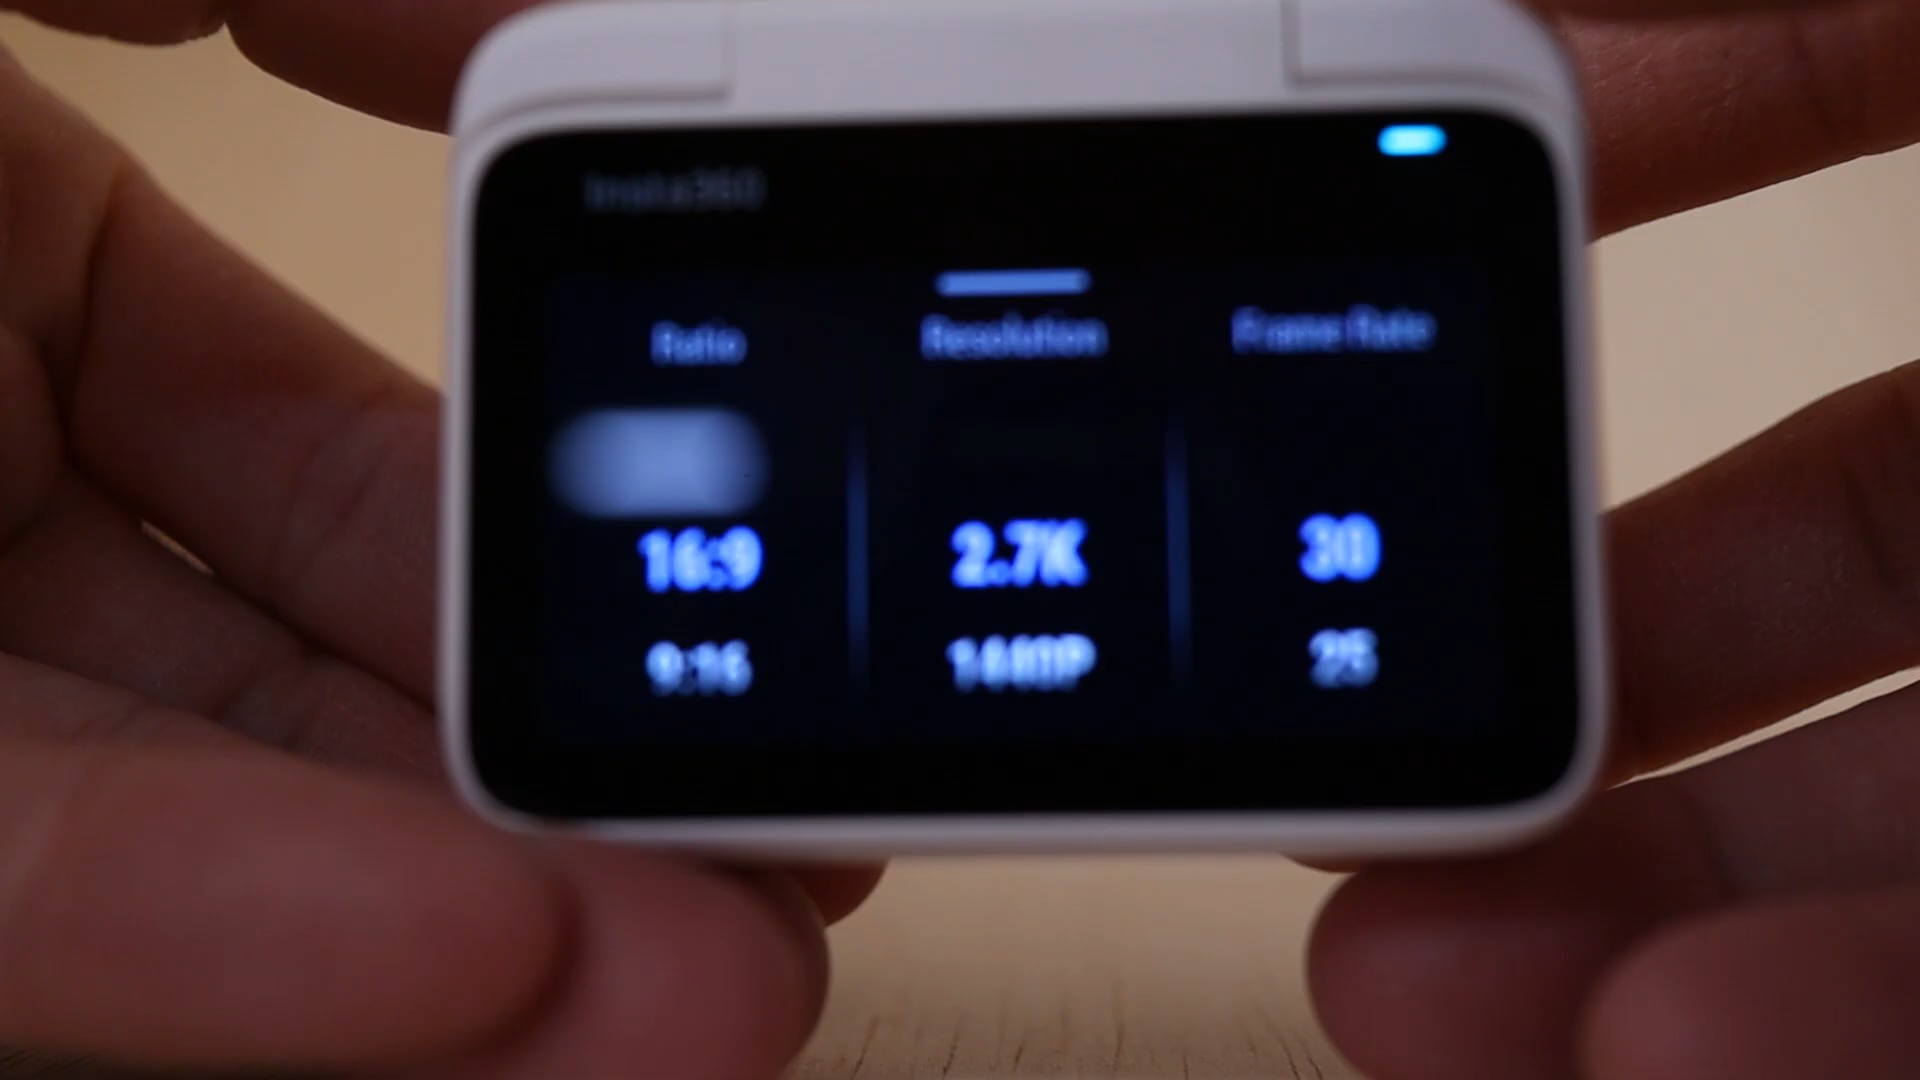 Insta360
Ratio Resolution Frame Rate
16:9 2.7K 30
9:16 1440P 25